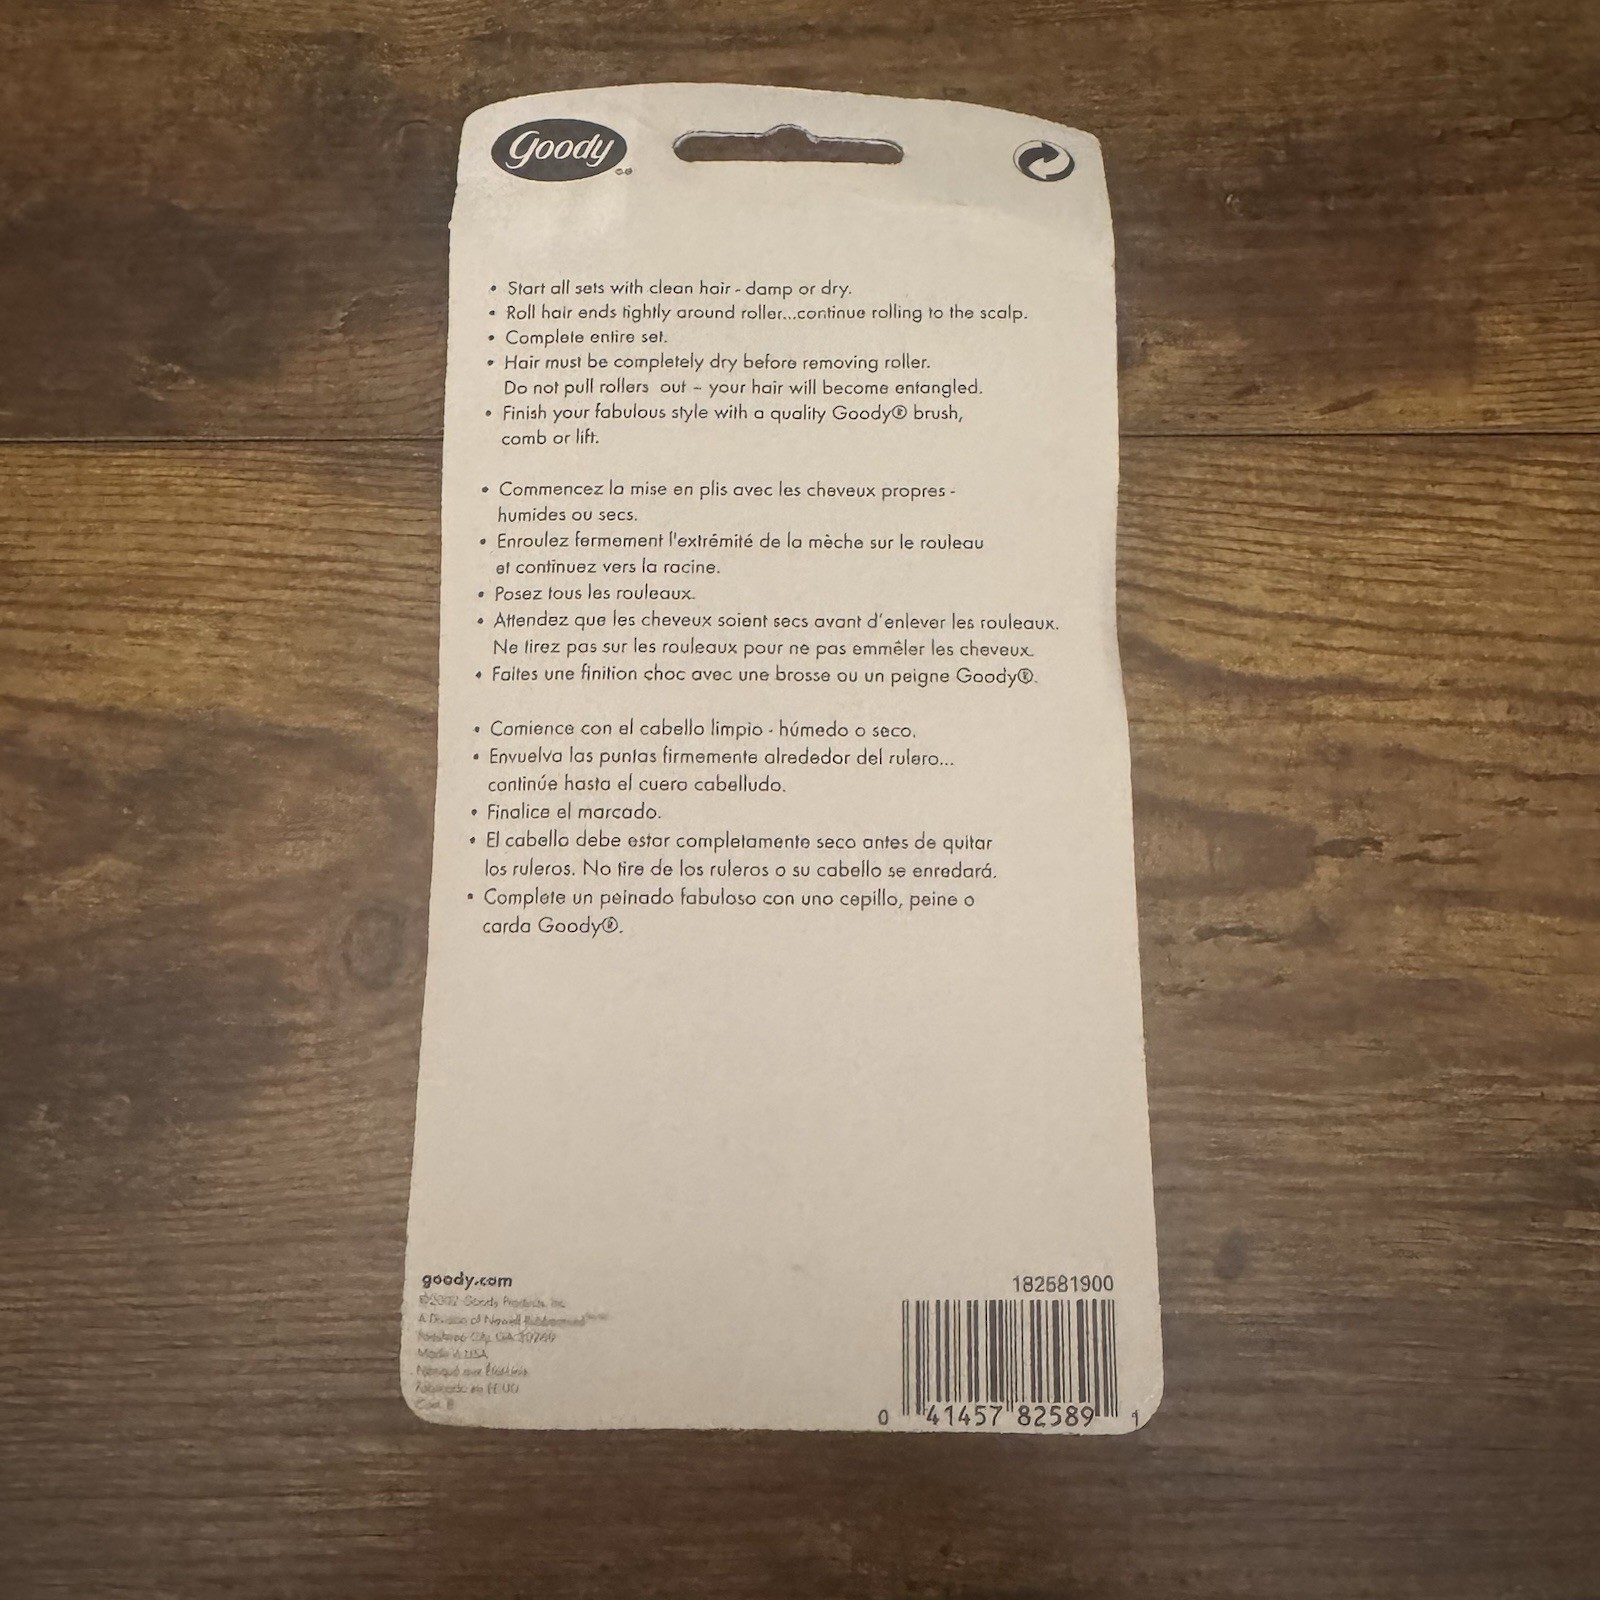 goody
• Start all sets with clean hair - damp or dry.
• Roll hair ends tightly around roller...continue rolling to the scalp.
• Complete entire set.
• Hair must be completely dry before removing roller.
Do not pull rollers out – your hair will become entangled.
• Finish your fabulous style with a quality Goody® brush,
comb or lift.
• Commencez la mise en plis avec les cheveux propres -
humides ou secs.
• Enroulez fermement l'extrémité de la mèche sur le rouleau
et continuez vers la racine.
• Posez tous les rouleaux.
• Attendez que les cheveux soient secs avant d'enlever les rouleaux.
Ne tirez pas sur les rouleaux pour ne pas emmêler les cheveux.
• Faites une finition choc avec une brosse ou un peigne Goody®.
• Comience con el cabello limpio - húmedo o seco.
• Envuelva las puntas firmemente alrededor del rulero...
continúe hasta el cuero cabelludo.
• Finalice el marcado.
• El cabello debe estar completamente seco antes de quitar
los ruleros. No tire de los ruleros o su cabello se enredará.
• Complete un peinado fabuloso con uno cepillo, peine o
carda Goody®.
goody.com
Goody Products, Inc.
A Division of Newell
GA 30269
USA
182581900
0 41457 82589 1